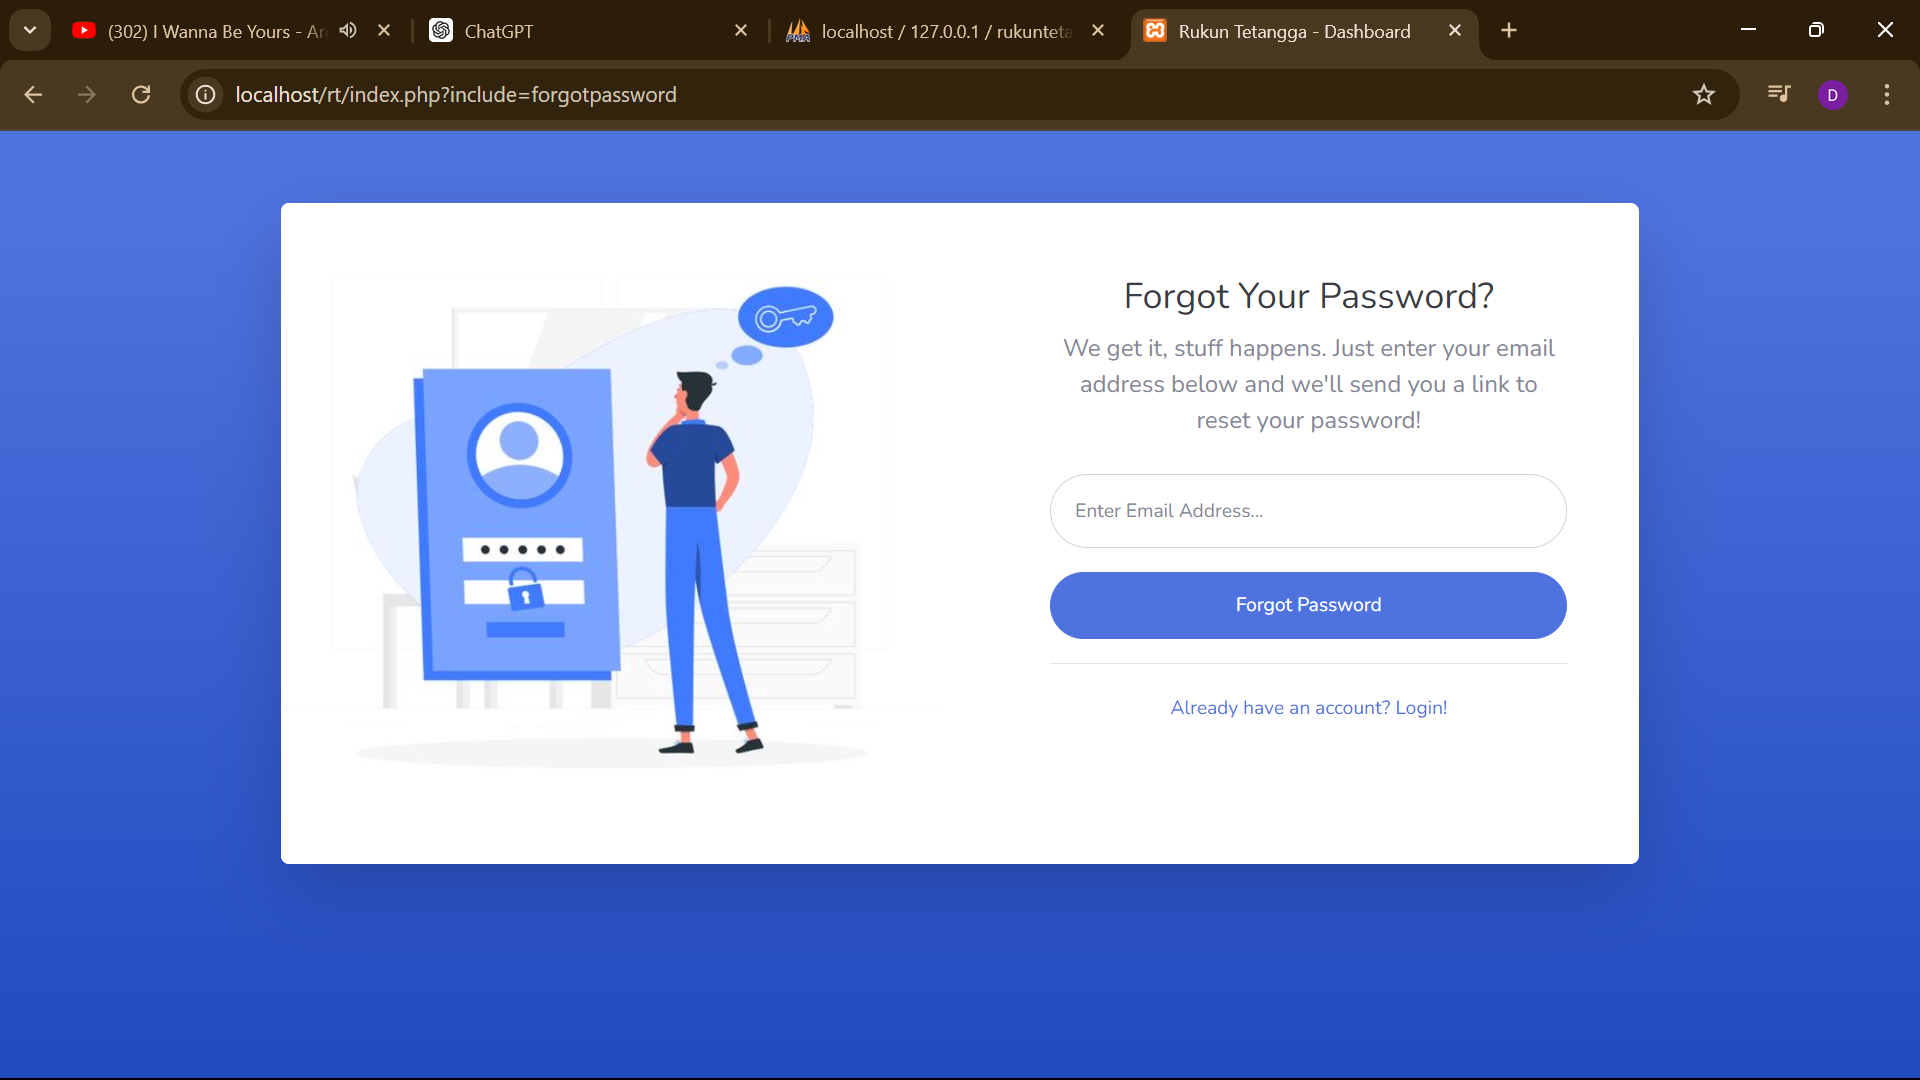 (302) I Wanna Be Yours - Ar
ChatGPT
localhost / 127.0.0.1 / rukunteta
Rukun Tetangga - Dashboard
localhost/rt/index.php?include=forgotpassword
D
Forgot Your Password?
We get it, stuff happens. Just enter your email
address below and we'll send you a link to
reset your password!
Enter Email Address...
Forgot Password
Already have an account? Login!